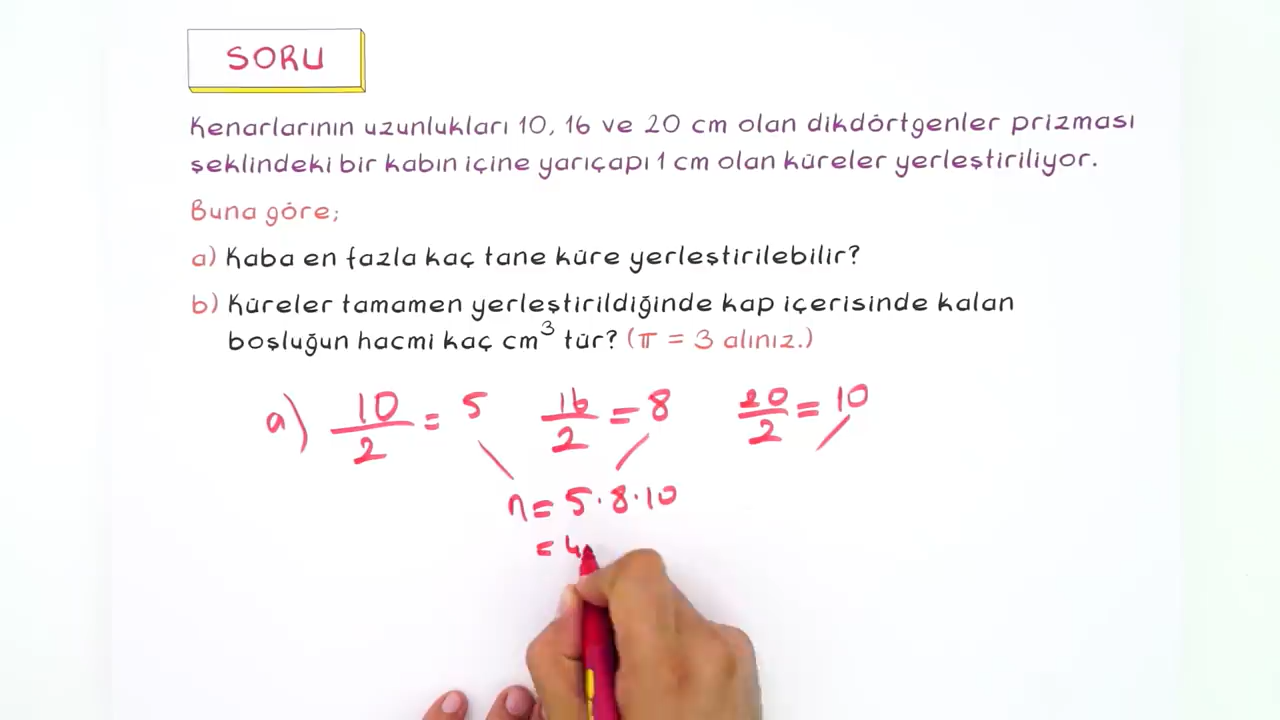 SORU
Kenarlarının uzunlukları 10, 16 ve 20 cm olan dikdörtgenler prizması
şeklindeki bir kabın içine yarıçapı 1 cm olan küreler yerleştiriliyor.
Buna göre;
a) Kaba en fazla kaç tane küre yerleştirilebilir?
b) Küreler tamamen yerleştirildiğinde kap içerisinde kalan
boşluğun hacmi kaç cm³ tür? (π = 3 alınız.)
a) 10/2 = 5 16/2 = 8 20/2 = 10
n = 5·8·10
= 4